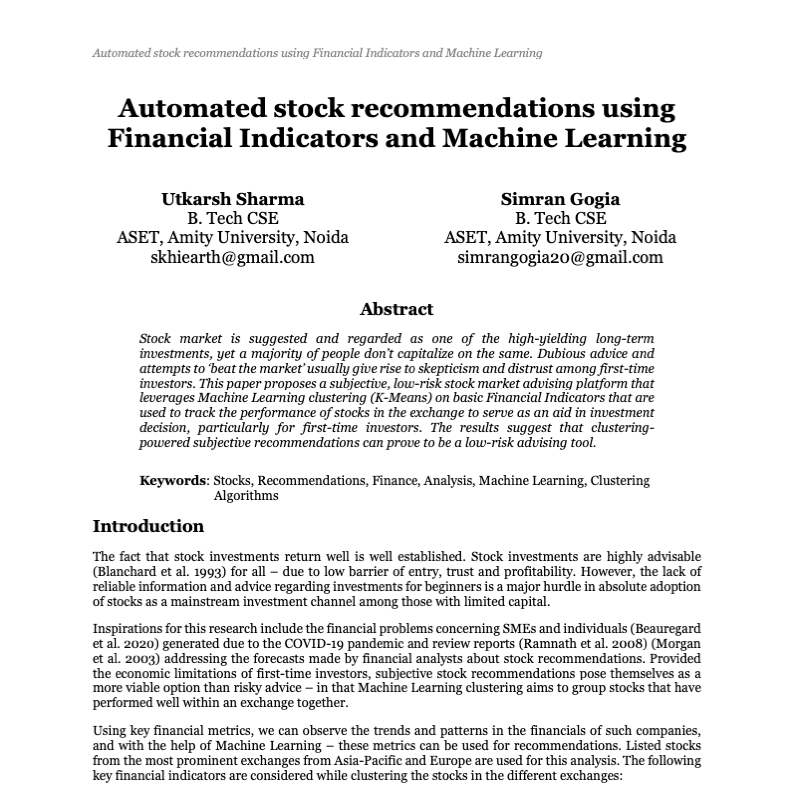 Automated stock recommendations using Financial Indicators and Machine Learning
Automated stock recommendations using
Financial Indicators and Machine Learning
Utkarsh Sharma
B. Tech CSE
ASET, Amity University, Noida
skhiearth@gmail.com
Simran Gogia
B. Tech CSE
ASET, Amity University, Noida
simrangogia20@gmail.com
Abstract
Stock market is suggested and regarded as one of the high-yielding long-term
investments, yet a majority of people don't capitalize on the same. Dubious advice and
attempts to 'beat the market' usually give rise to skepticism and distrust among first-time
investors. This paper proposes a subjective, low-risk stock market advising platform that
leverages Machine Learning clustering (K-Means) on basic Financial Indicators that are
used to track the performance of stocks in the exchange to serve as an aid in investment
decision, particularly for first-time investors. The results suggest that clustering-
powered subjective recommendations can prove to be a low-risk advising tool.
Keywords: Stocks, Recommendations, Finance, Analysis, Machine Learning, Clustering
Algorithms
Introduction
The fact that stock investments return well is well established. Stock investments are highly advisable
(Blanchard et al. 1993) for all – due to low barrier of entry, trust and profitability. However, the lack of
reliable information and advice regarding investments for beginners is a major hurdle in absolute adoption
of stocks as a mainstream investment channel among those with limited capital.
Inspirations for this research include the financial problems concerning SMEs and individuals (Beauregard
et al. 2020) generated due to the COVID-19 pandemic and review reports (Ramnath et al. 2008) (Morgan
et al. 2003) addressing the forecasts made by financial analysts about stock recommendations. Provided
the economic limitations of first-time investors, subjective stock recommendations pose themselves as a
more viable option than risky advice – in that Machine Learning clustering aims to group stocks that have
performed well within an exchange together.
Using key financial metrics, we can observe the trends and patterns in the financials of such companies,
and with the help of Machine Learning – these metrics can be used for recommendations. Listed stocks
from the most prominent exchanges from Asia-Pacific and Europe are used for this analysis. The following
key financial indicators are considered while clustering the stocks in the different exchanges: